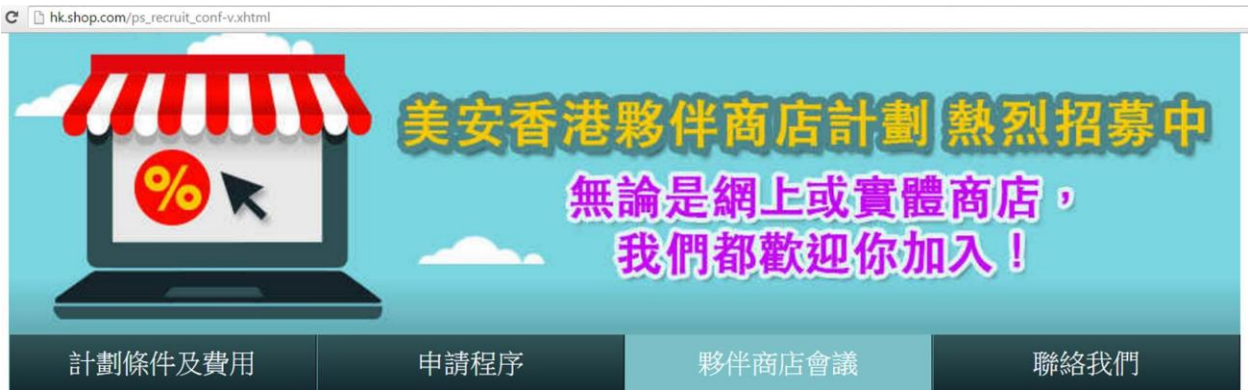 hk.shop.com/ps_recruit_conf-v.xhtml
美安香港夥伴商店計劃 熱烈招募中
%
無論是網上或實體商店，
我們都歡迎你加入！
計劃條件及費用 申請程序 夥伴商店會議 聯絡我們